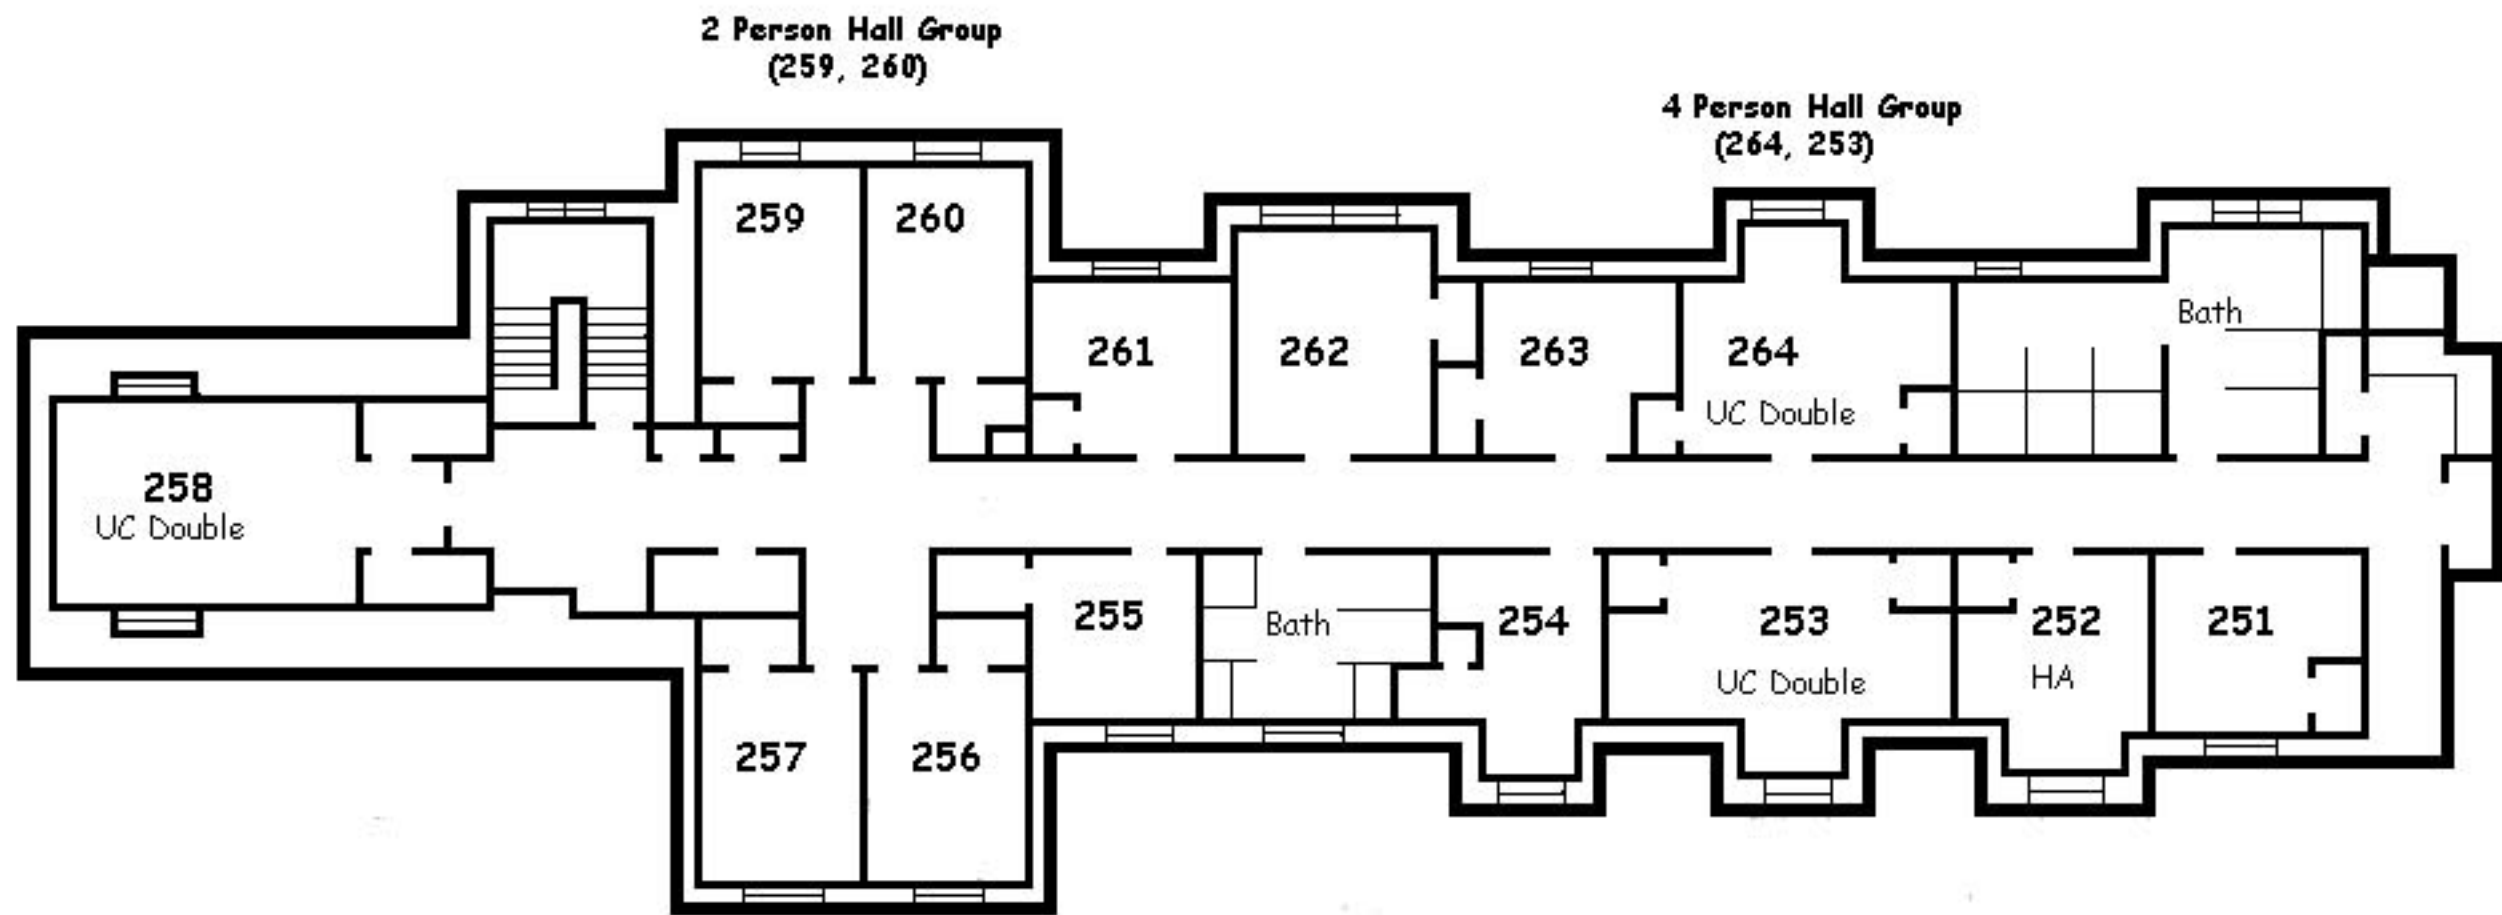 2 Person Hall Group
(259, 260)
4 Person Hall Group
(264, 253)
259
260
261
262
263
264
UC Double
Bath
258
UC Double
255
Bath
254
253
UC Double
252
HA
251
257
256